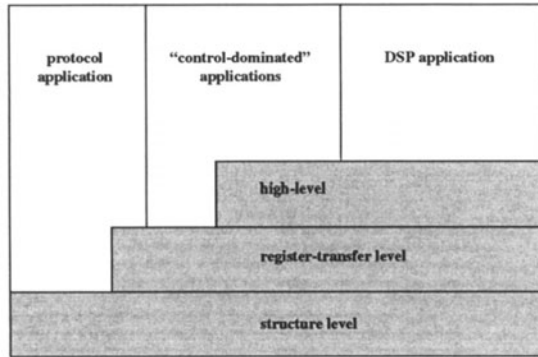 protocol
application
“control-dominated”
applications
DSP application
high-level
register-transfer level
structure level